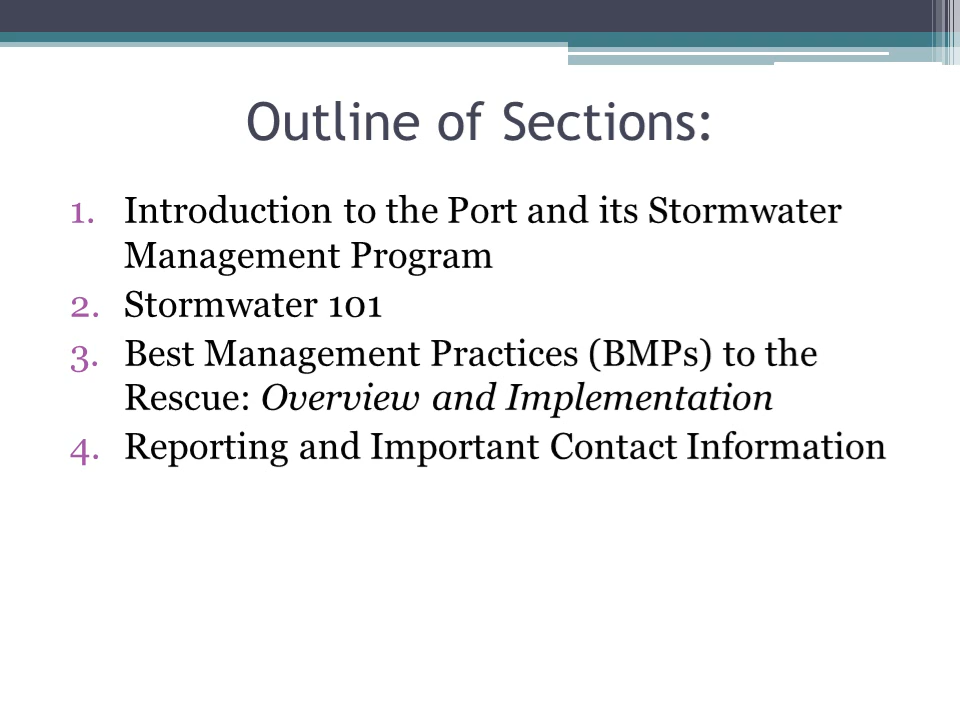 Outline of Sections:
1. Introduction to the Port and its Stormwater
Management Program
2. Stormwater 101
3. Best Management Practices (BMPs) to the
Rescue: Overview and Implementation
4. Reporting and Important Contact Information